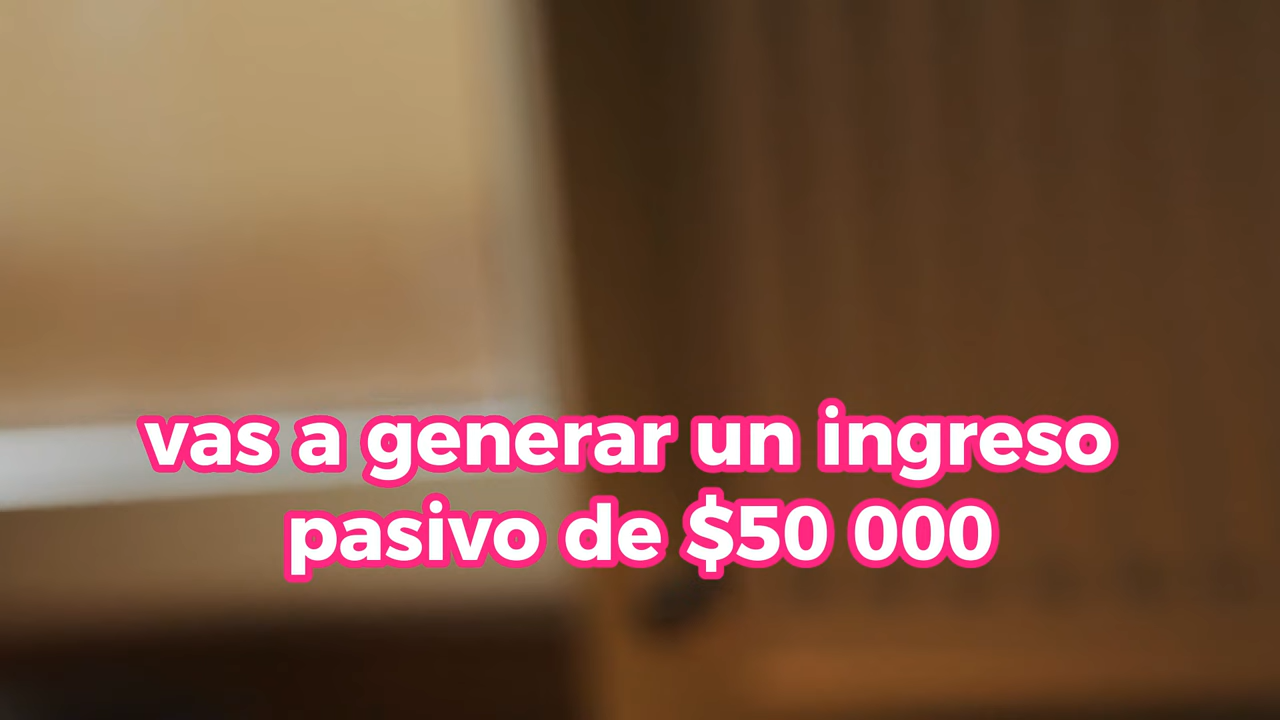 vas a generar un ingreso
pasivo de $50 000